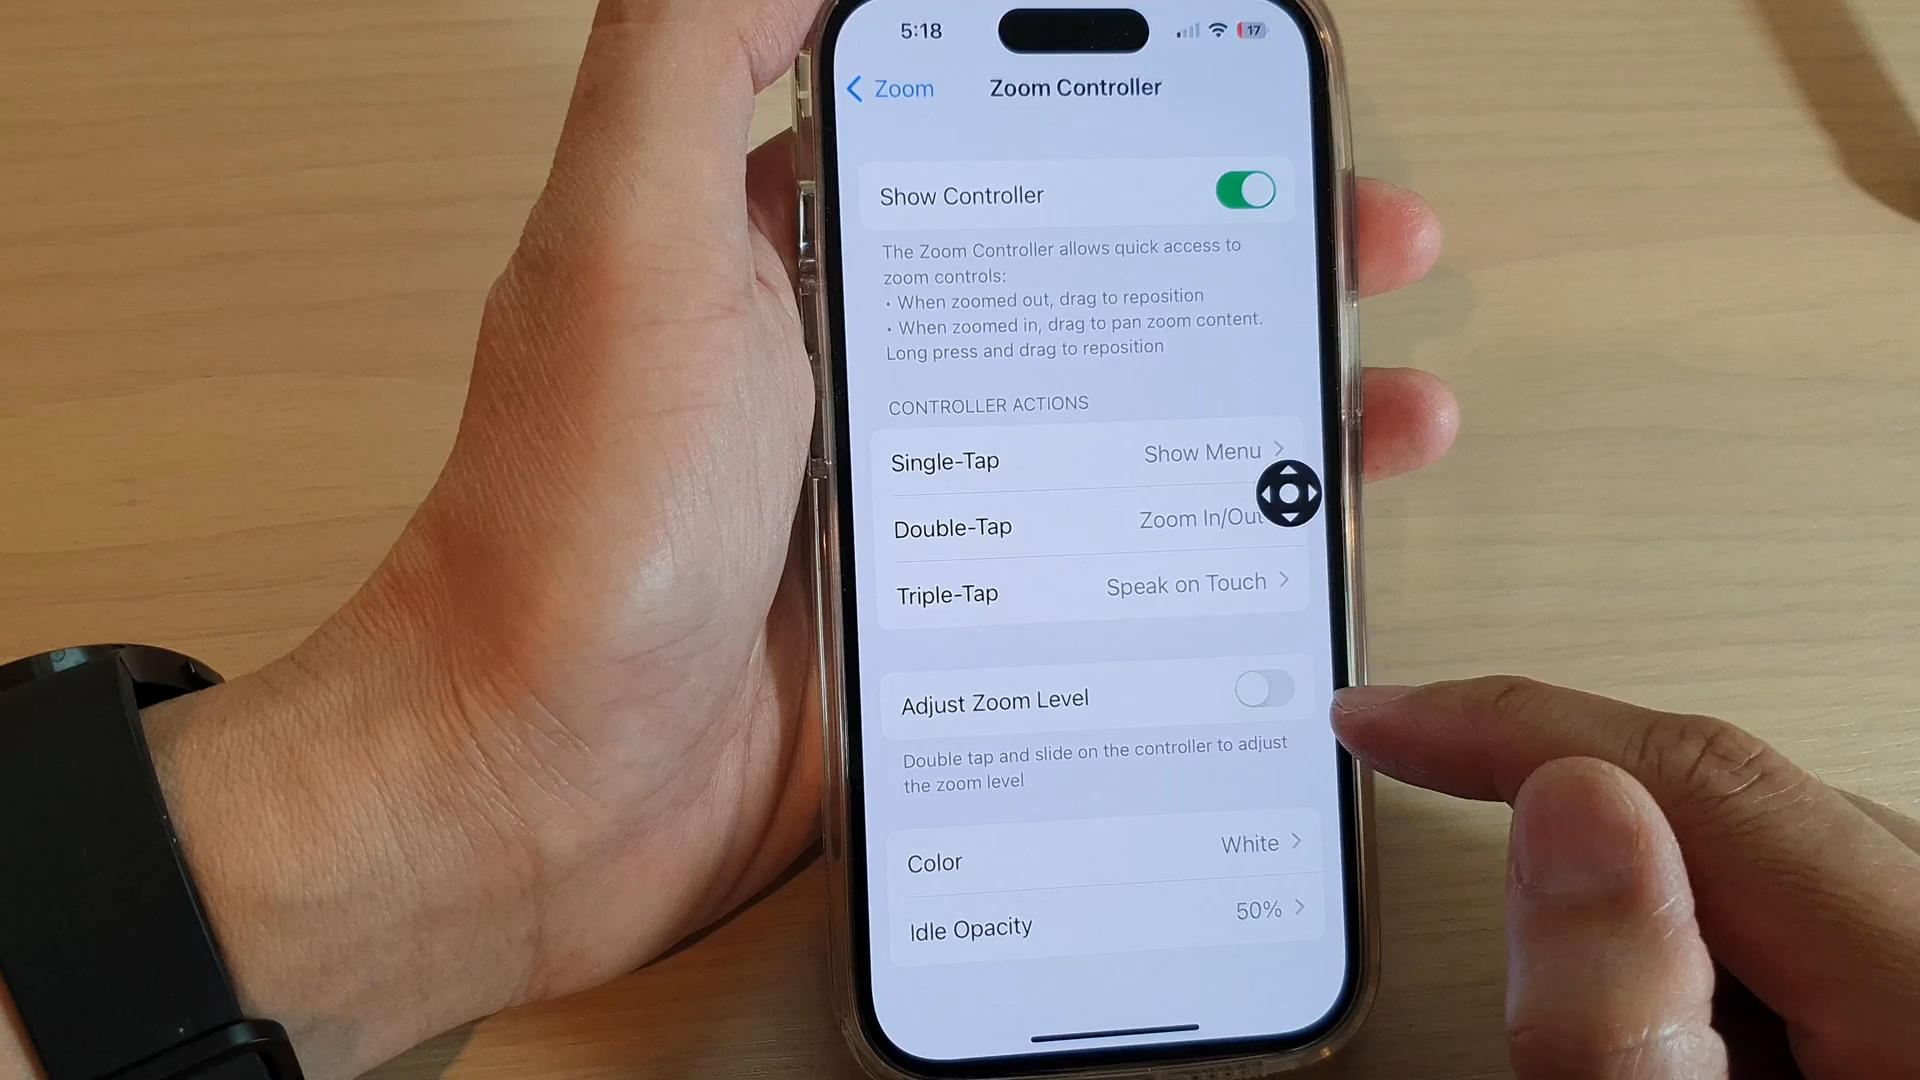 5:18
17
Zoom
Zoom Controller
Show Controller
The Zoom Controller allows quick access to
zoom controls:
• When zoomed out, drag to reposition
• When zoomed in, drag to pan zoom content.
Long press and drag to reposition
CONTROLLER ACTIONS
Single-Tap Show Menu
Double-Tap Zoom In/Out
Triple-Tap Speak on Touch
Adjust Zoom Level
Double tap and slide on the controller to adjust
the zoom level
Color White
Idle Opacity 50%